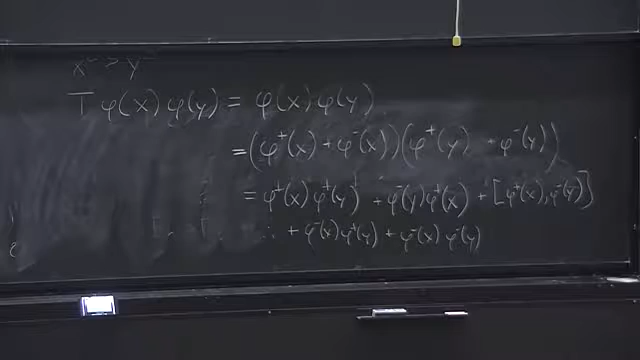 x⁰ > y⁰
T φ(x) φ(y) = φ(x) φ(y)
= (φ⁺(x) + φ⁻(x)) (φ⁺(y) + φ⁻(y))
= φ⁺(x) φ⁺(y) + φ⁻(y) φ⁺(x) + [φ⁺(x), φ⁻(y)]
+ φ⁻(x) φ⁺(y) + φ⁻(x) φ⁻(y)